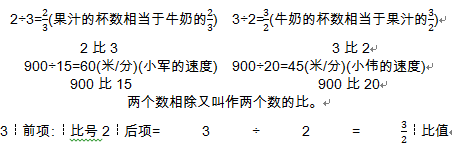 2÷3=2/3(果汁的杯数相当于牛奶的2/3) 3÷2=3/2(牛奶的杯数相当于果汁的3/2)
2 比 3 3 比 2
900÷15=60(米/分)(小军的速度) 900÷20=45(米/分)(小伟的速度)
900 比 15 900 比 20
两个数相除又叫作两个数的比。
3┆前项:┆比号 2┆后项= 3 ÷ 2 = 3/2┆比值